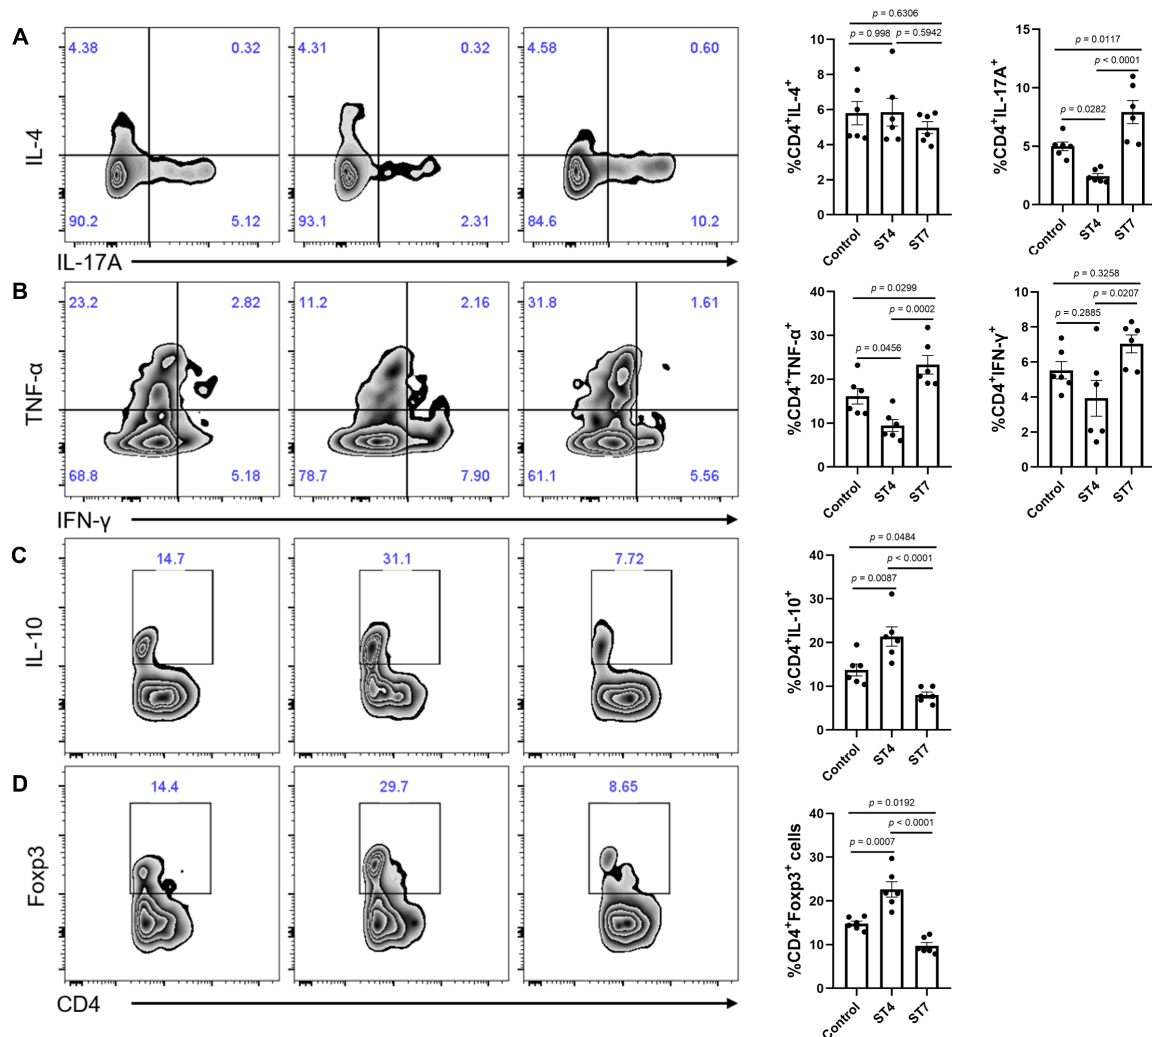 A
IL-4
4.38 0.32
90.2 5.12
4.31 0.32
93.1 2.31
4.58 0.60
84.6 10.2
IL-17A
%CD4⁺IL-4⁺
10
8
6
4
2
0
p = 0.6306
p = 0.998 p = 0.5942
Control ST4 ST7
%CD4⁺IL-17A⁺
15
10
5
0
p = 0.0117
p < 0.0001
p = 0.0282
Control ST4 ST7
B
TNF-α
23.2 2.82
68.8 5.18
11.2 2.16
78.7 7.90
31.8 1.61
61.1 5.56
IFN-γ
%CD4⁺TNF-α⁺
40
30
20
10
0
p = 0.0299
p = 0.0002
p = 0.0456
Control ST4 ST7
%CD4⁺IFN-γ⁺
10
8
6
4
2
0
p = 0.3258
p = 0.0207
p = 0.2885
Control ST4 ST7
C
IL-10
14.7
31.1
7.72
%CD4⁺IL-10⁺
40
30
20
10
0
p = 0.0484
p < 0.0001
p = 0.0087
Control ST4 ST7
D
Foxp3
14.4
29.7
8.65
CD4
%CD4⁺Foxp3⁺ cells
40
30
20
10
0
p = 0.0192
p < 0.0001
p = 0.0007
Control ST4 ST7